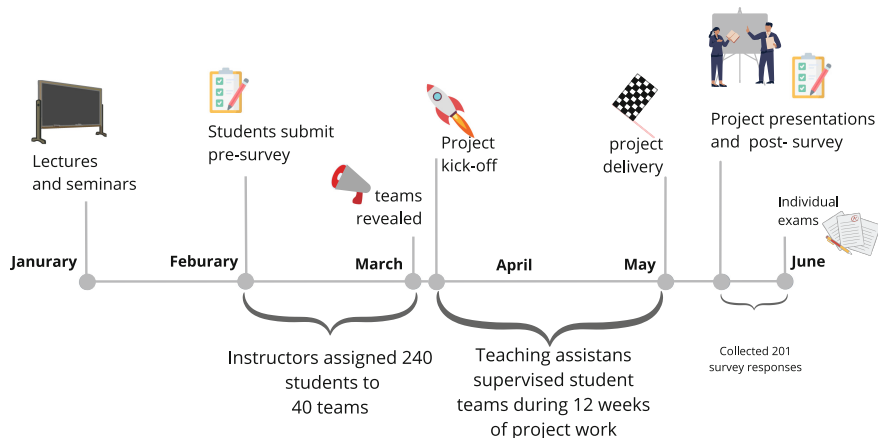 Lectures
and seminars
Students submit
pre-survey
teams
revealed
Project
kick-off
project
delivery
Project presentations
and post- survey
Individual
exams
Janurary
Feburary
March
April
May
June
Instructors assigned 240
students to
40 teams
Teaching assistans
supervised student
teams during 12 weeks
of project work
Collected 201
survey responses